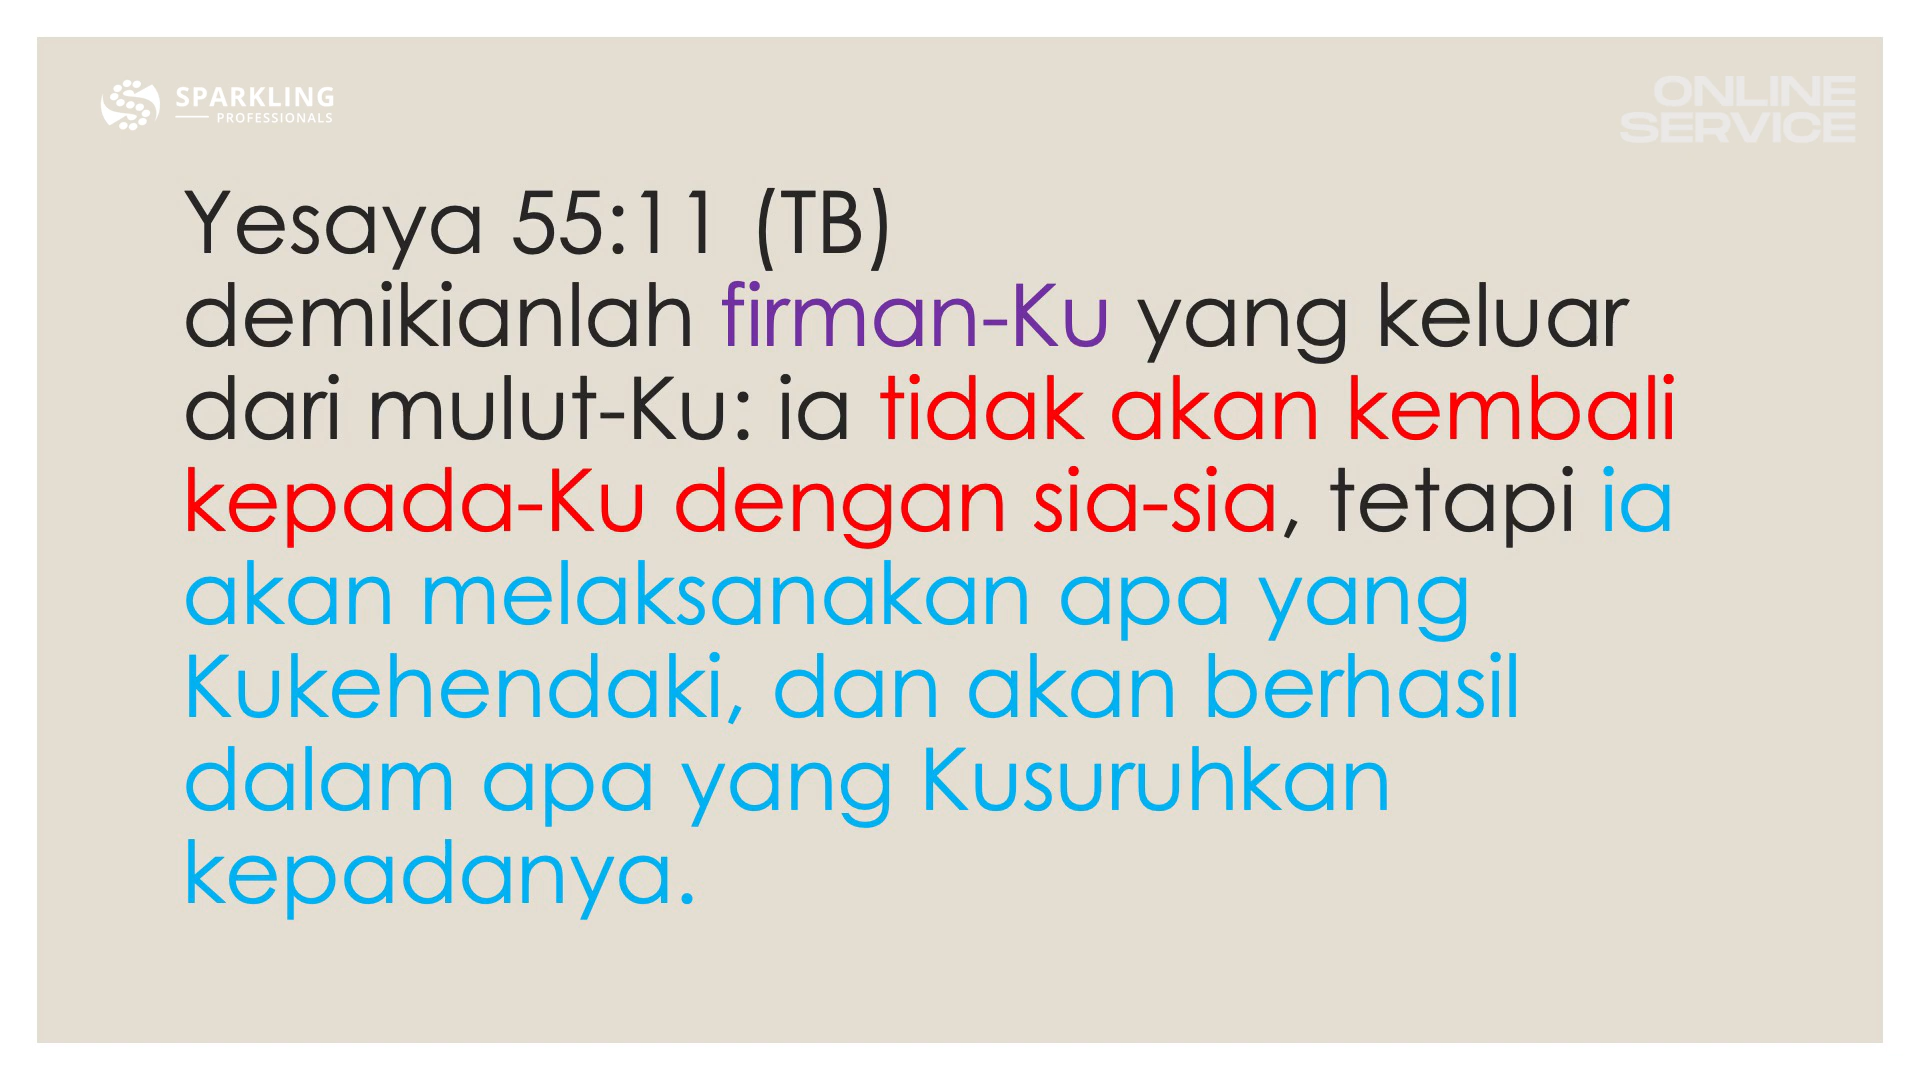 SPARKLING
PROFESSIONALS
ONLINE
SERVICE
Yesaya 55:11 (TB)
demikianlah firman-Ku yang keluar
dari mulut-Ku: ia tidak akan kembali
kepada-Ku dengan sia-sia, tetapi ia
akan melaksanakan apa yang
Kukehendaki, dan akan berhasil
dalam apa yang Kusuruhkan
kepadanya.